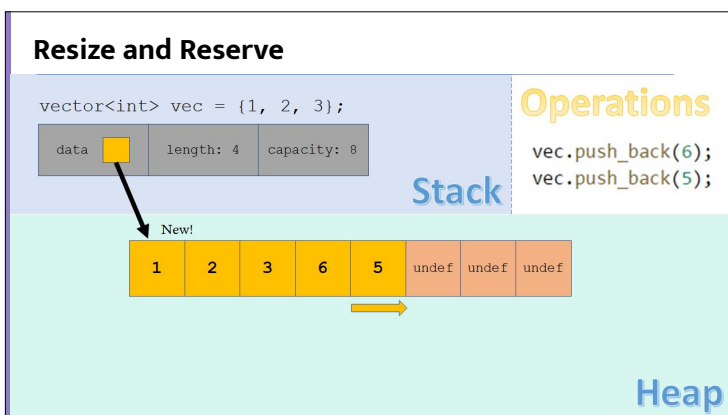 Resize and Reserve
vector<int> vec = {1, 2, 3};
Operations
data length: 4 capacity: 8
vec.push_back(6);
vec.push_back(5);
Stack
New!
1 2 3 6 5 undef undef undef
Heap